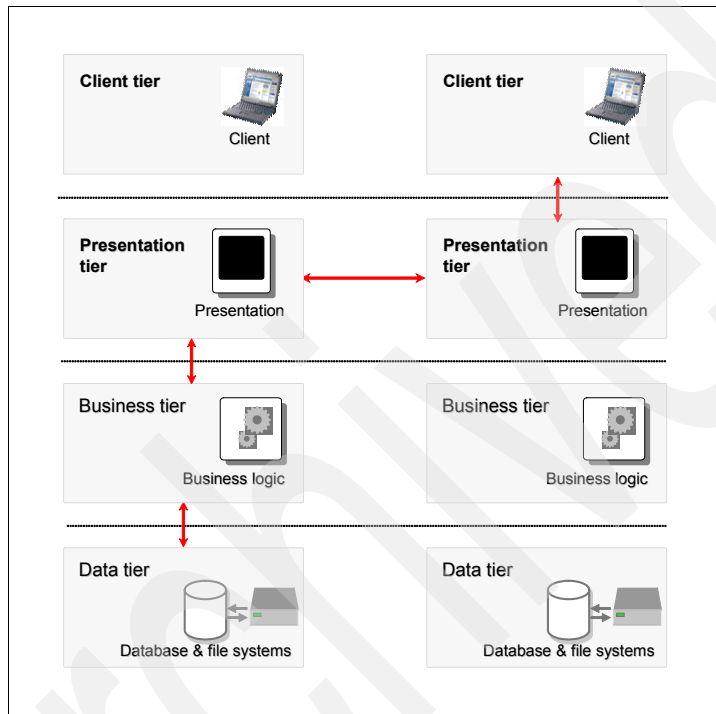 Client tier
Client
Client tier
Client
Presentation
tier
Presentation
Presentation
tier
Presentation
Business tier
Business logic
Business tier
Business logic
Data tier
Database & file systems
Data tier
Database & file systems